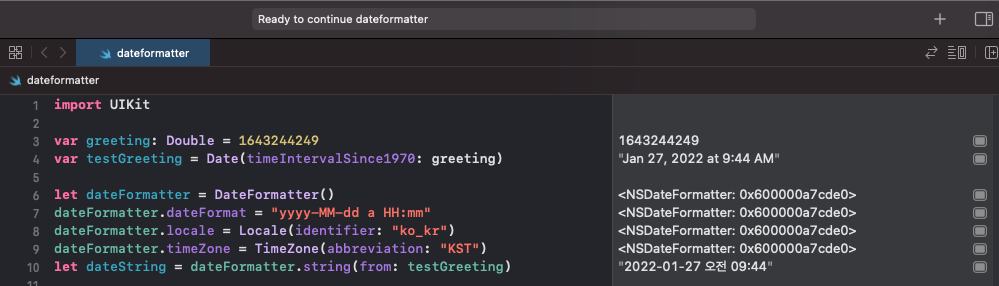 Ready to continue dateformatter
dateformatter
dateformatter
1 import UIKit
2
3 var greeting: Double = 1643244249 1643244249
4 var testGreeting = Date(timeIntervalSince1970: greeting) "Jan 27, 2022 at 9:44 AM"
6 let dateFormatter = DateFormatter() <NSDateFormatter: 0x600000a7cde0>
7 dateFormatter.dateFormat = "yyyy-MM-dd a HH:mm" <NSDateFormatter: 0x600000a7cde0>
8 dateFormatter.locale = Locale(identifier: "ko_kr") <NSDateFormatter: 0x600000a7cde0>
9 dateFormatter.timeZone = TimeZone(abbreviation: "KST") <NSDateFormatter: 0x600000a7cde0>
10 let dateString = dateFormatter.string(from: testGreeting) "2022-01-27 오전 09:44"